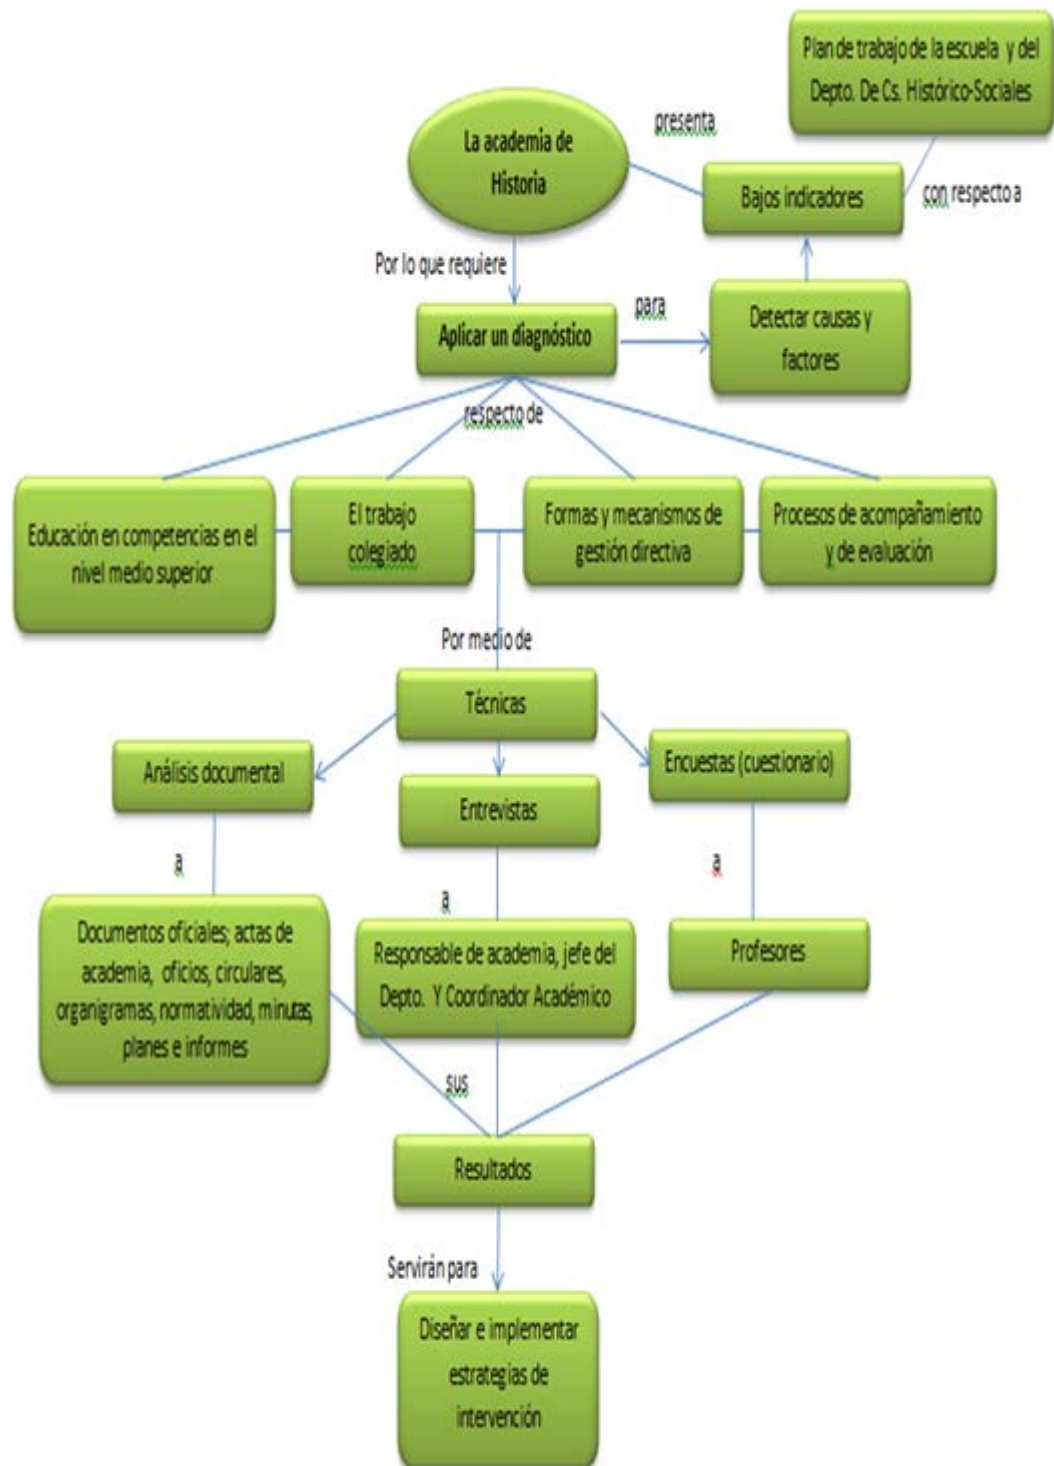 Plan de trabajo de la escuela y del
Depto. De Cs. Histórico-Sociales
presenta
La academia de
Historia
Bajos indicadores
con respecto a
Por lo que requiere
para
Aplicar un diagnóstico
Detectar causas y
factores
respecto de
Educación en competencias en el
nivel medio superior
El trabajo
colegiado
Formas y mecanismos de
gestión directiva
Procesos de acompañamiento
y de evaluación
Por medio de
Técnicas
Análisis documental
Entrevistas
Encuestas (cuestionario)
a
a
a
Documentos oficiales; actas de
academia, oficios, circulares,
organigramas, normatividad, minutas,
planes e informes
Responsable de academia, jefe del
Depto. Y Coordinador Académico
Profesores
sus
Resultados
Servirán para
Diseñar e implementar
estrategias de
intervención